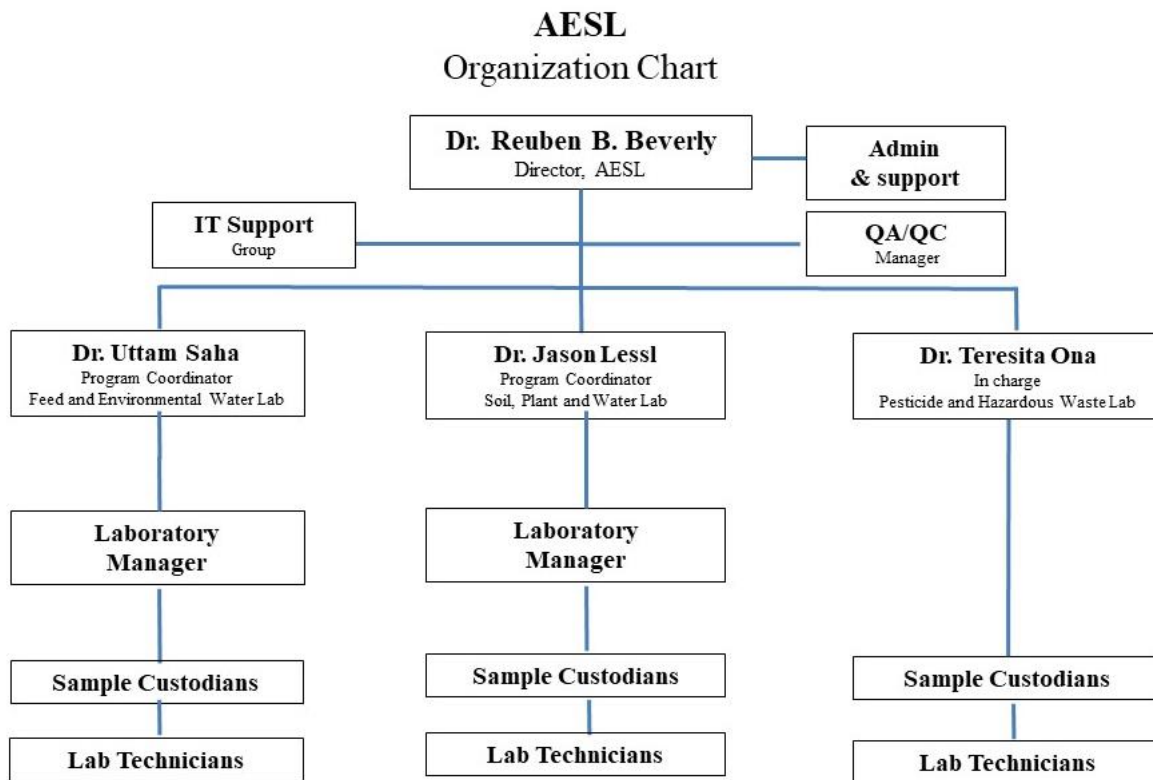 AESL
Organization Chart
Dr. Reuben B. Beverly
Director, AESL
Admin
& support
IT Support
Group
QA/QC
Manager
Dr. Uttam Saha
Program Coordinator
Feed and Environmental Water Lab
Dr. Jason Lessl
Program Coordinator
Soil, Plant and Water Lab
Dr. Teresita Ona
In charge
Pesticide and Hazardous Waste Lab
Laboratory
Manager
Laboratory
Manager
Sample Custodians
Sample Custodians
Sample Custodians
Lab Technicians
Lab Technicians
Lab Technicians